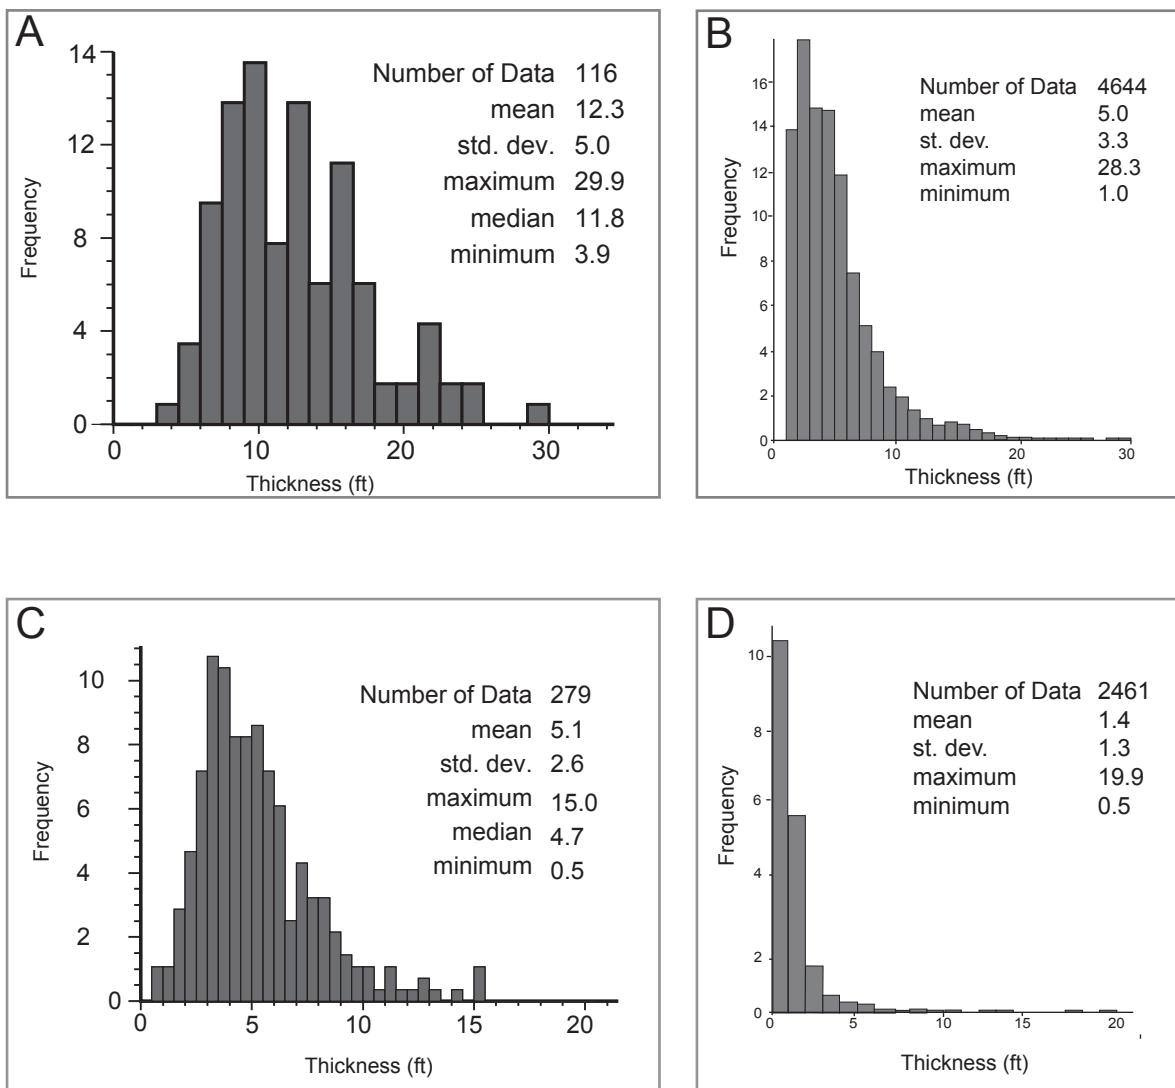 A
Number of Data 116
mean 12.3
std. dev. 5.0
maximum 29.9
median 11.8
minimum 3.9
Frequency
14
12
8
4
0
0 10 20 30
Thickness (ft)
B
Number of Data 4644
mean 5.0
st. dev. 3.3
maximum 28.3
minimum 1.0
Frequency
16
14
12
10
8
6
4
2
0
0 10 20 30
Thickness (ft)
C
Number of Data 279
mean 5.1
std. dev. 2.6
maximum 15.0
median 4.7
minimum 0.5
Frequency
10
8
6
4
2
0
0 5 10 15 20
Thickness (ft)
D
Number of Data 2461
mean 1.4
st. dev. 1.3
maximum 19.9
minimum 0.5
Frequency
10
8
6
4
2
0
0 5 10 15 20
Thickness (ft)